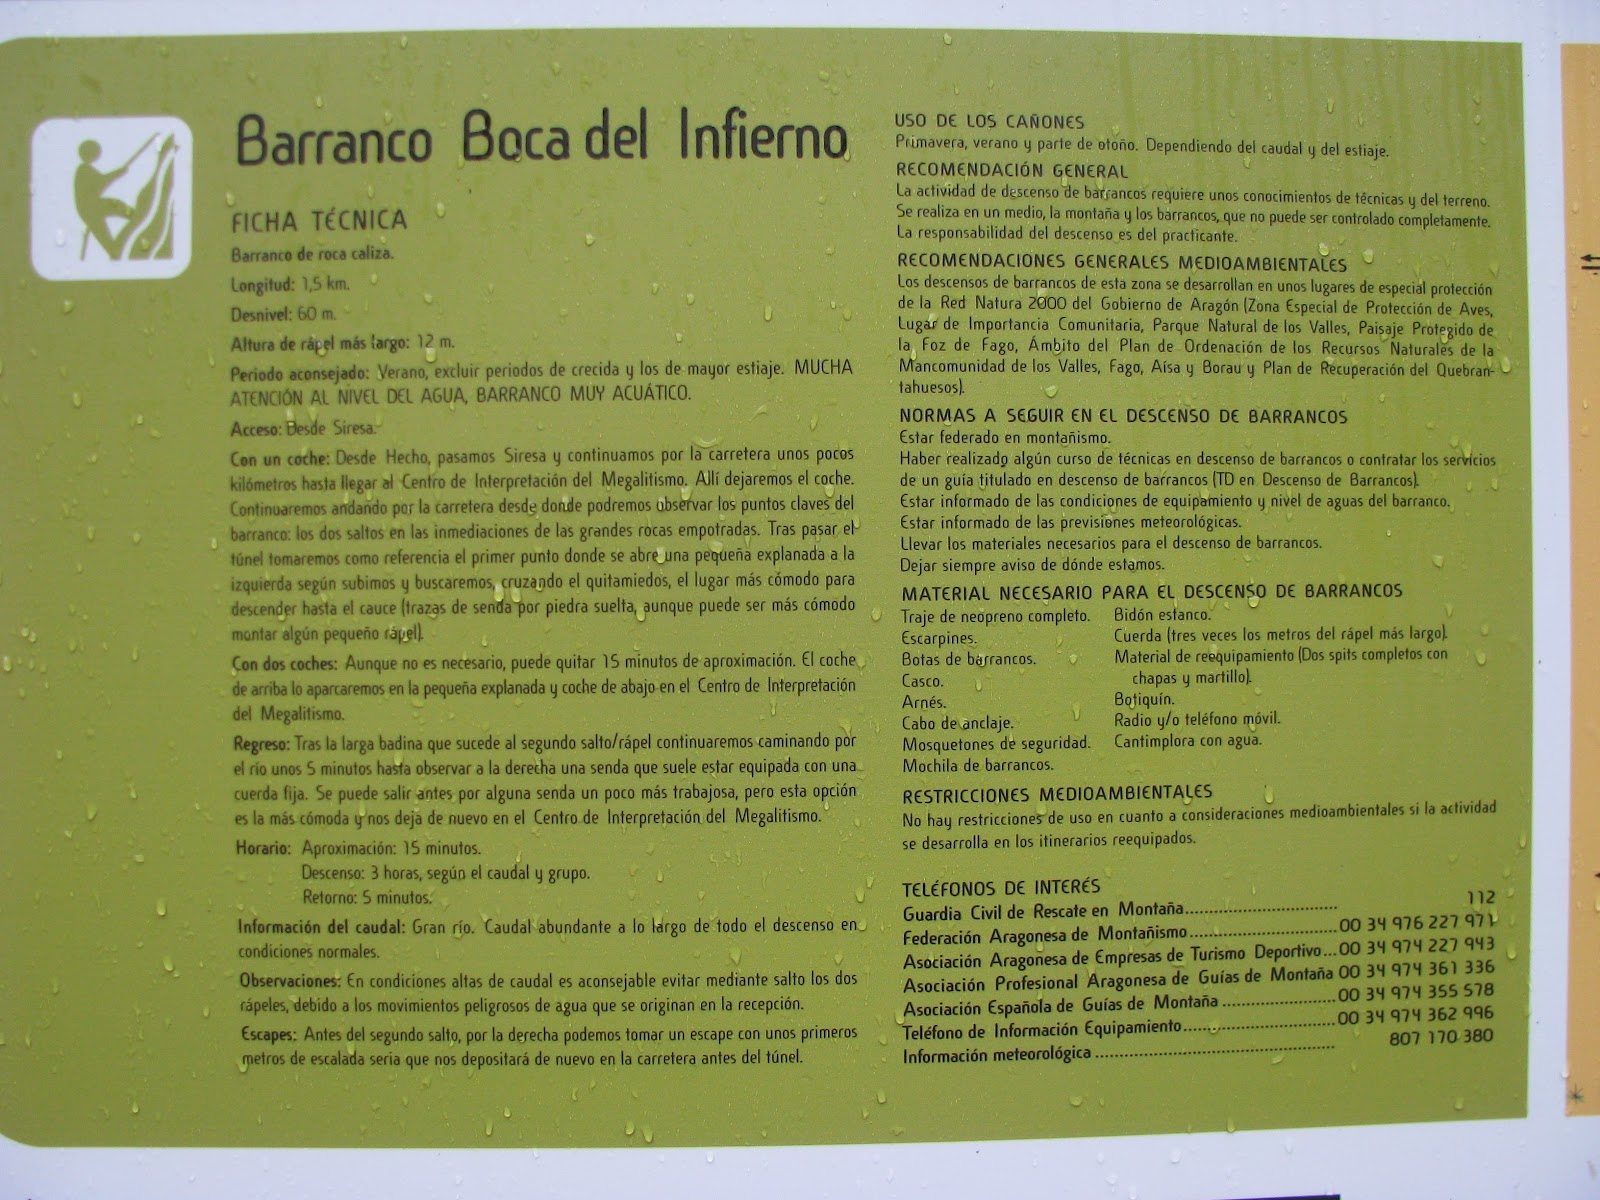 Barranco Boca del Infierno
FICHA TÉCNICA
Barranco de roca caliza.
Longitud: 1,5 km.
Desnivel: 60 m.
Altura de rápel más largo: 12 m.
Periodo aconsejado: Verano, excluir periodos de crecida y los de mayor estiaje. MUCHA
ATENCIÓN AL NIVEL DEL AGUA, BARRANCO MUY ACUÁTICO.
Acceso: Desde Siresa.
Con un coche: Desde Hecho, pasamos Siresa y continuamos por la carretera unos pocos
kilómetros hasta llegar al Centro de Interpretación del Megalitismo. Allí dejaremos el coche.
Continuaremos andando por la carretera desde donde podremos observar los puntos claves del
barranco: los dos saltos en las inmediaciones de las grandes rocas empotradas. Tras pasar el
túnel tomaremos como referencia el primer punto donde se abre una pequeña explanada a la
izquierda según subimos y buscaremos, cruzando el quitamiedos, el lugar más cómodo para
descender hasta el cauce (trazas de senda por piedra suelta, aunque puede ser más cómodo
montar algún pequeño rápel).
Con dos coches: Aunque no es necesario, puede quitar 15 minutos de aproximación. El coche
de arriba lo aparcaremos en la pequeña explanada y coche de abajo en el Centro de Interpretación
del Megalitismo.
Regreso: Tras la larga badina que sucede al segundo salto/rápel continuaremos caminando por
el río unos 5 minutos hasta observar a la derecha una senda que suele estar equipada con una
cuerda fija. Se puede salir antes por alguna senda un poco más trabajosa, pero esta opción
es la más cómoda y nos deja de nuevo en el Centro de Interpretación del Megalitismo.
Horario: Aproximación: 15 minutos.
Descenso: 3 horas, según el caudal y grupo.
Retorno: 5 minutos.
Información del caudal: Gran río. Caudal abundante a lo largo de todo el descenso en
condiciones normales.
Observaciones: En condiciones altas de caudal es aconsejable evitar mediante salto los dos
rápeles, debido a los movimientos peligrosos de agua que se originan en la recepción.
Escapes: Antes del segundo salto, por la derecha podemos tomar un escape con unos primeros
metros de escalada seria que nos depositará de nuevo en la carretera antes del túnel.
USO DE LOS CAÑONES
Primavera, verano y parte de otoño. Dependiendo del caudal y del estiaje.
RECOMENDACIÓN GENERAL
La actividad de descenso de barrancos requiere unos conocimientos de técnicas y del terreno.
Se realiza en un medio, la montaña y los barrancos, que no puede ser controlado completamente.
La responsabilidad del descenso es del practicante.
RECOMENDACIONES GENERALES MEDIOAMBIENTALES
Los descensos de barrancos de esta zona se desarrollan en unos lugares de especial protección
de la Red Natura 2000 del Gobierno de Aragón (Zona Especial de Protección de Aves,
Lugar de Importancia Comunitaria, Parque Natural de los Valles, Paisaje Protegido de
la Foz de Fago, Ámbito del Plan de Ordenación de los Recursos Naturales de la
Mancomunidad de los Valles, Fago, Aísa y Borau y Plan de Recuperación del Quebran-
tahuesos).
NORMAS A SEGUIR EN EL DESCENSO DE BARRANCOS
Estar federado en montañismo.
Haber realizado algún curso de técnicas en descenso de barrancos o contratar los servicios
de un guía titulado en descenso de barrancos (TD en Descenso de Barrancos).
Estar informado de las condiciones de equipamiento y nivel de aguas del barranco.
Estar informado de las previsiones meteorológicas.
Llevar los materiales necesarios para el descenso de barrancos.
Dejar siempre aviso de dónde estamos.
MATERIAL NECESARIO PARA EL DESCENSO DE BARRANCOS
Traje de neopreno completo.
Escarpines.
Botas de barrancos.
Casco.
Arnés.
Cabo de anclaje.
Mosquetones de seguridad.
Mochila de barrancos.
Bidón estanco.
Cuerda (tres veces los metros del rápel más largo).
Material de reequipamiento (Dos spits completos con
chapas y martillo).
Botiquín.
Radio y/o teléfono móvil.
Cantimplora con agua.
RESTRICCIONES MEDIOAMBIENTALES
No hay restricciones de uso en cuanto a consideraciones medioambientales si la actividad
se desarrolla en los itinerarios reequipados.
TELÉFONOS DE INTERÉS
Guardia Civil de Rescate en Montaña.................................. 112
Federación Aragonesa de Montañismo.................................00 34 976 227 971
Asociación Aragonesa de Empresas de Turismo Deportivo...00 34 974 227 943
Asociación Profesional Aragonesa de Guías de Montaña 00 34 974 361 336
Asociación Española de Guías de Montaña .........................00 34 974 355 578
Teléfono de Información Equipamiento.................................00 34 974 362 996
Información meteorológica .................................................... 807 170 380